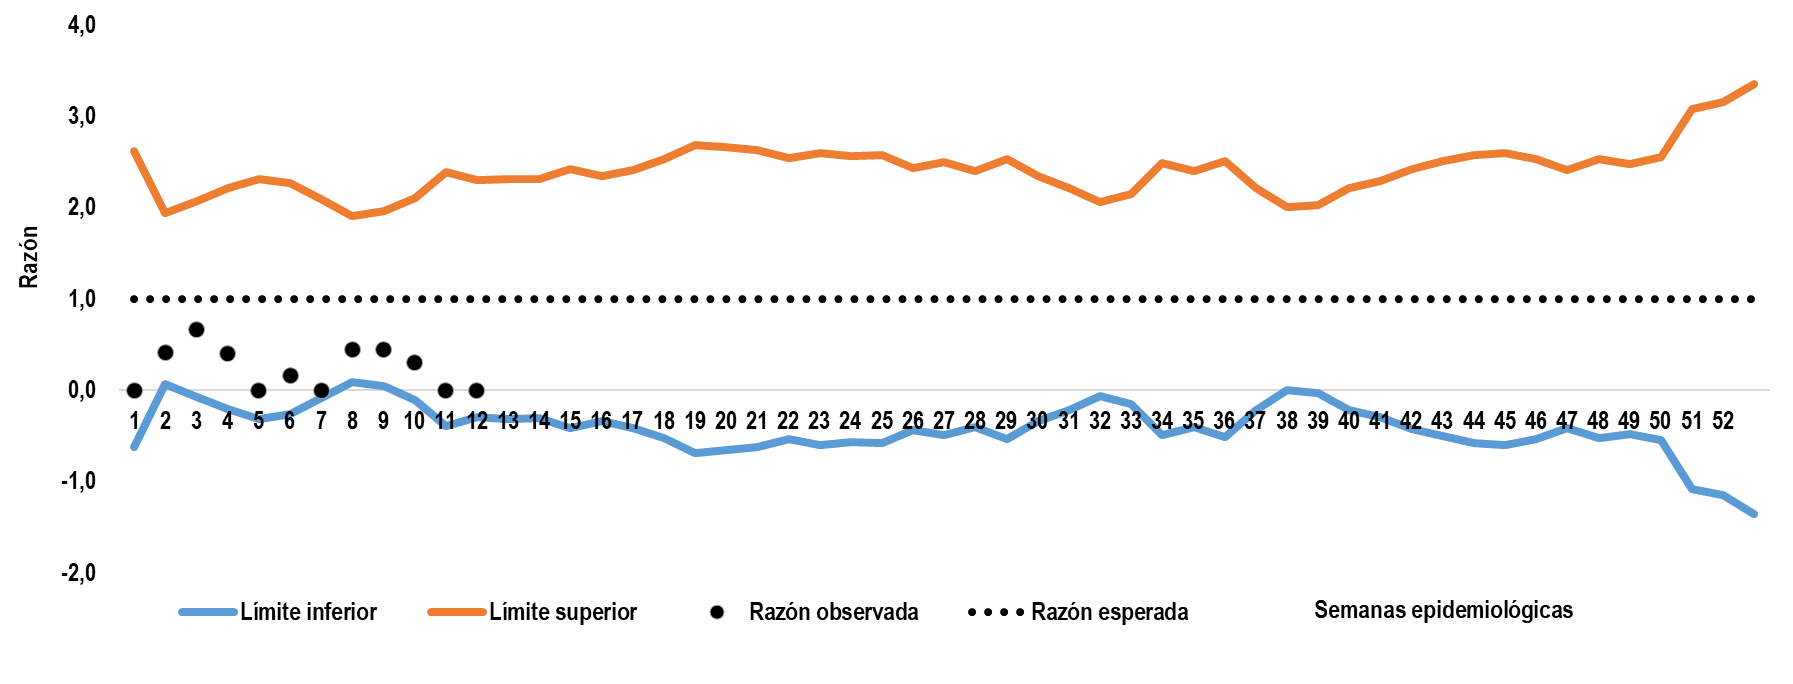 4,0
3,0
2,0
1,0
0,0
-1,0
-2,0
Razón
1 2 3 4 5 6 7 8 9 10 11 12 13 14 15 16 17 18 19 20 21 22 23 24 25 26 27 28 29 30 31 32 33 34 35 36 37 38 39 40 41 42 43 44 45 46 47 48 49 50 51 52
Límite inferior Límite superior Razón observada Razón esperada Semanas epidemiológicas